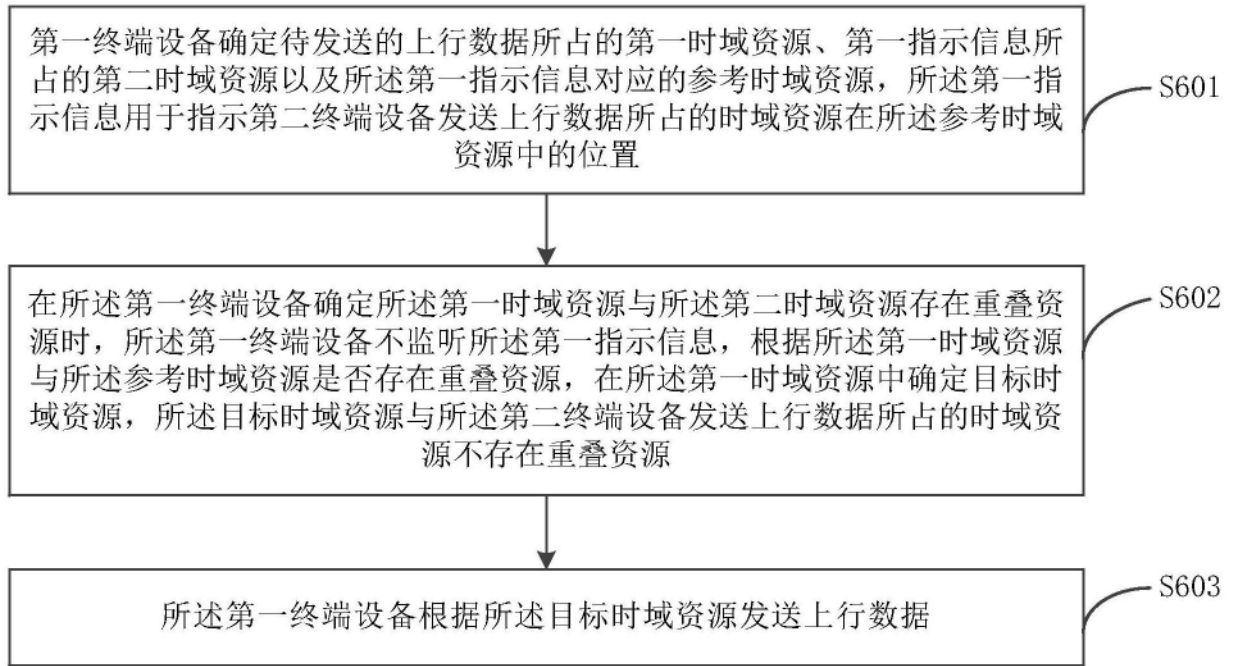 第一终端设备确定待发送的上行数据所占的第一时域资源、第一指示信息所
占的第二时域资源以及所述第一指示信息对应的参考时域资源，所述第一指
示信息用于指示第二终端设备发送上行数据所占的时域资源在所述参考时域
资源中的位置
S601
在所述第一终端设备确定所述第一时域资源与所述第二时域资源存在重叠资
源时，所述第一终端设备不监听所述第一指示信息，根据所述第一时域资源
与所述参考时域资源是否存在重叠资源，在所述第一时域资源中确定目标时
域资源，所述目标时域资源与所述第二终端设备发送上行数据所占的时域资
源不存在重叠资源
S602
所述第一终端设备根据所述目标时域资源发送上行数据
S603